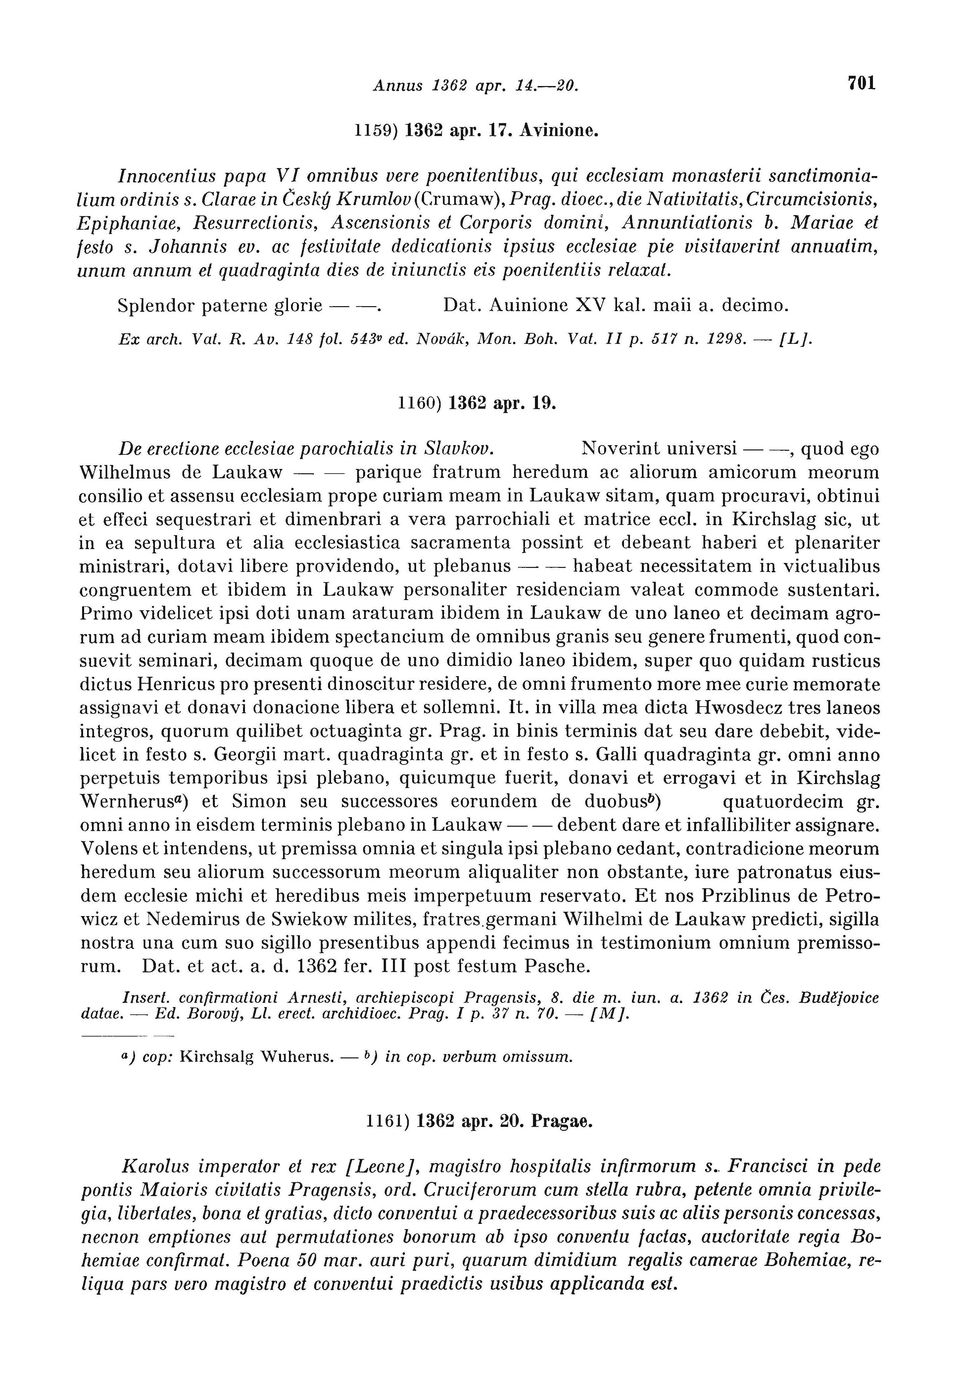 Annus 1362 apr. 14.—20.
701
1159) 1362 apr. 17. Avinione.
Innocentius papa VI omnibus vere poenitentibus, qui ecclesiam monasterii sanctimonia-
lium ordinis s. Clarae in Český Krumlov (Crumaw), Prag. dioec., die Nativitatis, Circumcisionis,
Epiphaniae, Resurrectionis, Ascensionis et Corporis domini, Annuntiationis b. Mariae et
festo s. Johannis ev. ac festivitate dedicationis ipsius ecclesiae pie visitaverint annuatim,
unum annum et quadraginta dies de iniunctis eis poenitentiis relaxat.
Splendor paterne glorie — —. Dat. Auinione XV kal. maii a. decimo.
Ex arch. Vat. R. Av. 148 fol. 543v ed. Novák, Mon. Boh. Vat. II p. 517 n. 1298. — [L].
1160) 1362 apr. 19.
De erectione ecclesiae parochialis in Slavkov. Noverint universi — —, quod ego
Wilhelmus de Laukaw — — parique fratrum heredum ac aliorum amicorum meorum
consilio et assensu ecclesiam prope curiam meam in Laukaw sitam, quam procuravi, obtinui
et effeci sequestrari et dimenbrari a vera parrochiali et matrice eccl. in Kirchslag sic, ut
in ea sepultura et alia ecclesiastica sacramenta possint et debeant haberi et plenariter
ministrari, dotavi libere providendo, ut plebanus — — habeat necessitatem in victualibus
congruentem et ibidem in Laukaw personaliter residenciam valeat commode sustentari.
Primo videlicet ipsi doti unam araturam ibidem in Laukaw de uno laneo et decimam agro-
rum ad curiam meam ibidem spectancium de omnibus granis seu genere frumenti, quod con-
suevit seminari, decimam quoque de uno dimidio laneo ibidem, super quo quidam rusticus
dictus Henricus pro presenti dinoscitur residere, de omni frumento more mee curie memorate
assignavi et donavi donacione libera et sollemni. It. in villa mea dicta Hwosdecz tres laneos
integros, quorum quilibet octuaginta gr. Prag. in binis terminis dat seu dare debebit, vide-
licet in festo s. Georgii mart. quadraginta gr. et in festo s. Galli quadraginta gr. omni anno
perpetuis temporibus ipsi plebano, quicumque fuerit, donavi et errogavi et in Kirchslag
Wernherusa) et Simon seu successores eorundem de duobusb) quatuordecim gr.
omni anno in eisdem terminis plebano in Laukaw — — debent dare et infallibiliter assignare.
Volens et intendens, ut premissa omnia et singula ipsi plebano cedant, contradicione meorum
heredum seu aliorum successorum meorum aliqualiter non obstante, iure patronatus eius-
dem ecclesie michi et heredibus meis imperpetuum reservato. Et nos Prziblinus de Petro-
wicz et Nedemirus de Swiekow milites, fratres germani Wilhelmi de Laukaw predicti, sigilla
nostra una cum suo sigillo presentibus appendi fecimus in testimonium omnium premisso-
rum. Dat. et act. a. d. 1362 fer. III post festum Pasche.
Insert. confirmationi Arnesti, archiepiscopi Pragensis, 8. die m. iun. a. 1362 in Čes. Budějovice
datae. — Ed. Borový, Ll. erect. archidioec. Prag. I p. 37 n. 70. — [M].
a) cop: Kirchsalg Wuherus. — b) in cop. verbum omissum.
1161) 1362 apr. 20. Pragae.
Karolus imperator et rex [Leone], magistro hospitalis infirmorum s. Francisci in pede
pontis Maioris civitatis Pragensis, ord. Cruciferorum cum stella rubra, petente omnia privile-
gia, libertates, bona et gratias, dicto conventui a praedecessoribus suis ac aliis personis concessas,
necnon emptiones aut permutationes bonorum ab ipso conventu factas, auctoritate regia Bo-
hemiae confirmat. Poena 50 mar. auri puri, quarum dimidium regalis camerae Bohemiae, re-
liqua pars vero magistro et conventui praedictis usibus applicanda est.